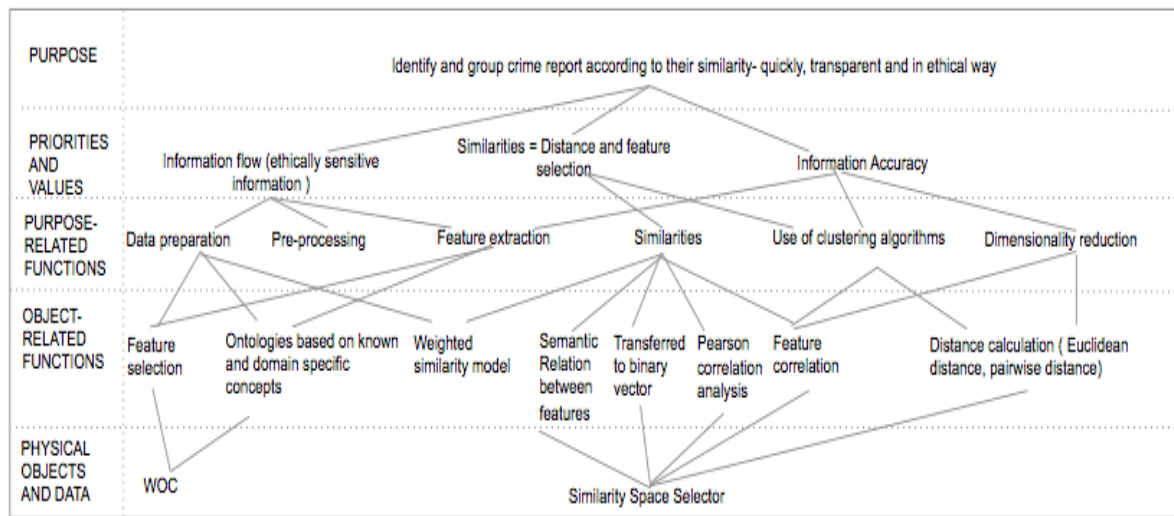 PURPOSE
Identify and group crime report according to their similarity- quickly, transparent and in ethical way
PRIORITIES
AND
VALUES
Information flow (ethically sensitive
information )
Similarities = Distance and feature
selection
Information Accuracy
PURPOSE-
RELATED
FUNCTIONS
Data preparation
Pre-processing
Feature extraction
Similarities
Use of clustering algorithms
Dimensionality reduction
OBJECT-
RELATED
FUNCTIONS
Feature
selection
Ontologies based on known
and domain specific
concepts
Weighted
similarity model
Semantic
Relation
between
features
Transferred
to binary
vector
Pearson
correlation
analysis
Feature
correlation
Distance calculation ( Euclidean
distance, pairwise distance)
PHYSICAL
OBJECTS
AND DATA
WOC
Similarity Space Selector